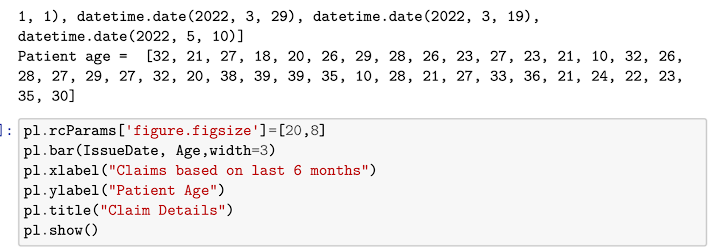 1, 1), datetime.date(2022, 3, 29), datetime.date(2022, 3, 19),
datetime.date(2022, 5, 10)]
Patient age =  [32, 21, 27, 18, 20, 26, 29, 28, 26, 23, 27, 23, 21, 10, 32, 26,
28, 27, 29, 27, 32, 20, 38, 39, 39, 35, 10, 28, 21, 27, 33, 36, 21, 24, 22, 23,
35, 30]
]: pl.rcParams['figure.figsize']=[20,8]
pl.bar(IssueDate, Age,width=3)
pl.xlabel("Claims based on last 6 months")
pl.ylabel("Patient Age")
pl.title("Claim Details")
pl.show()